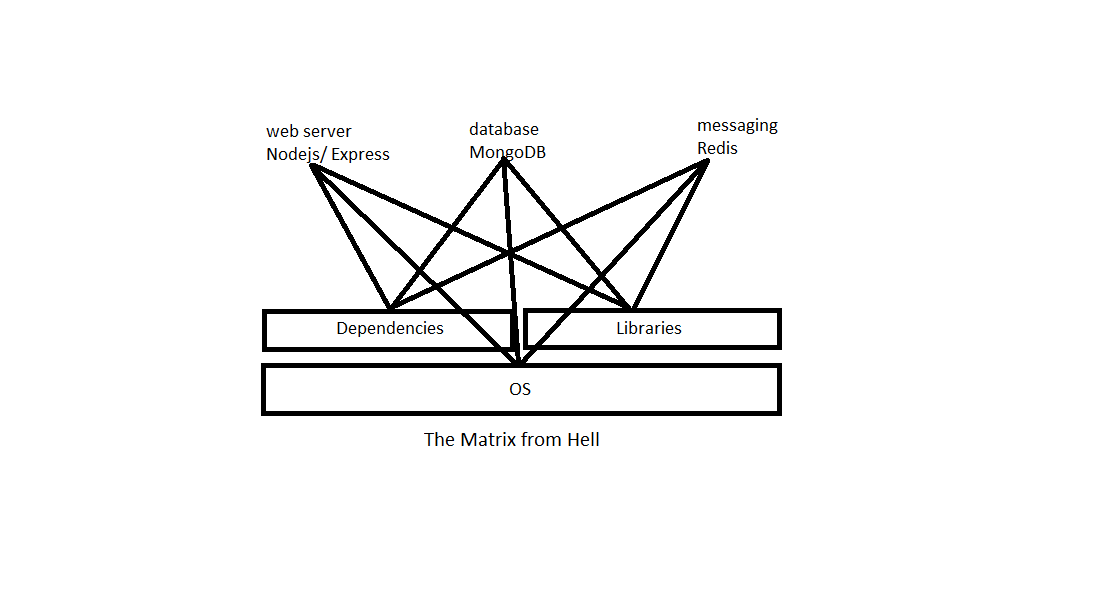 web server
Nodejs/ Express
database
MongoDB
messaging
Redis
Dependencies
Libraries
OS
The Matrix from Hell